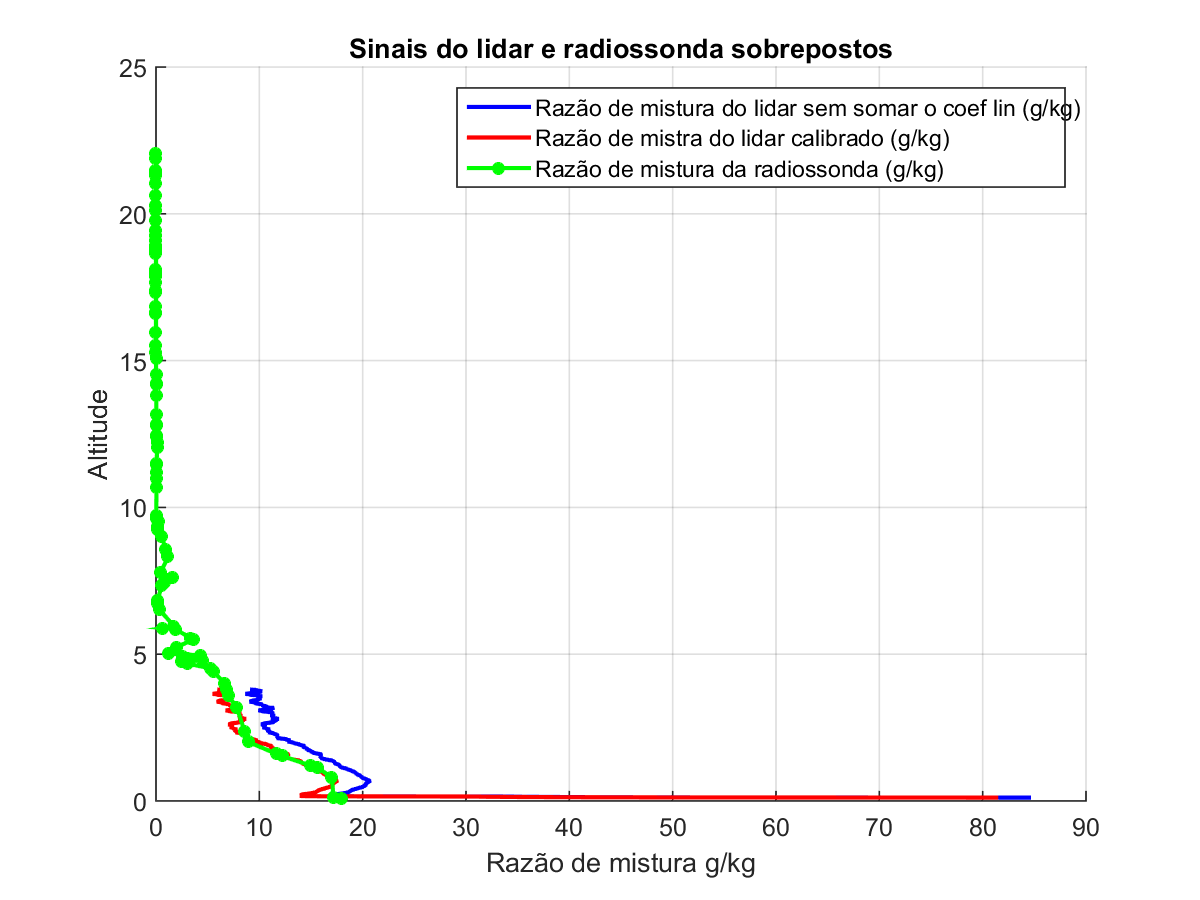 Sinais do lidar e radiossonda sobrepostos
25
20
15
10
5
0
Altitude
Razão de mistura do lidar sem somar o coef lin (g/kg)
Razão de mistra do lidar calibrado (g/kg)
Razão de mistura da radiossonda (g/kg)
0 10 20 30 40 50 60 70 80 90
Razão de mistura g/kg